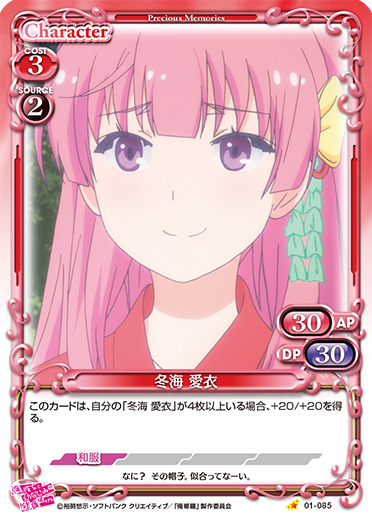 Precious Memories
Character
COST
3
SOURCE
2
30 AP
DP 30
冬海 愛衣
このカードは、自分の「冬海 愛衣」が4枚以上いる場合、+20/+20を得
る。
和服
なに? その帽子。似合ってなーい。
©裕時悠示・ソフトバンク クリエイティブ/「俺修羅」製作委員会
01-085